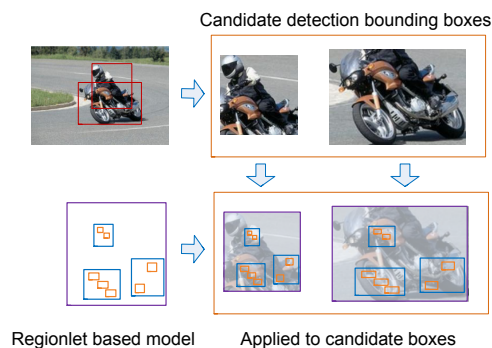 Candidate detection bounding boxes
Regionlet based model
Applied to candidate boxes